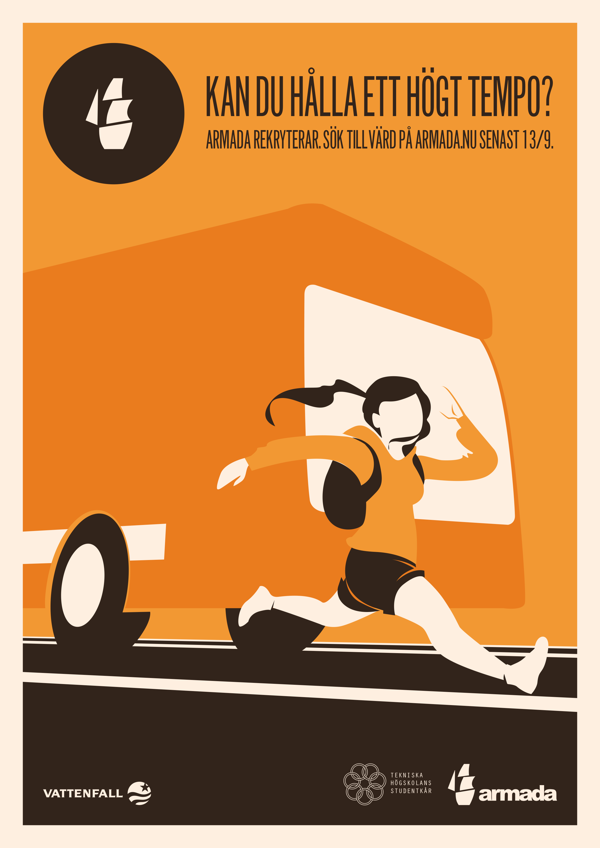 KAN DU HÅLLA ETT HÖGT TEMPO?
ARMADA REKRYTERAR. SÖK TILL VÄRD PÅ ARMADA.NU SENAST 13/9.
VATTENFALL
TEKNISKA
HÖGSKOLANS
STUDENTKÅR
armada